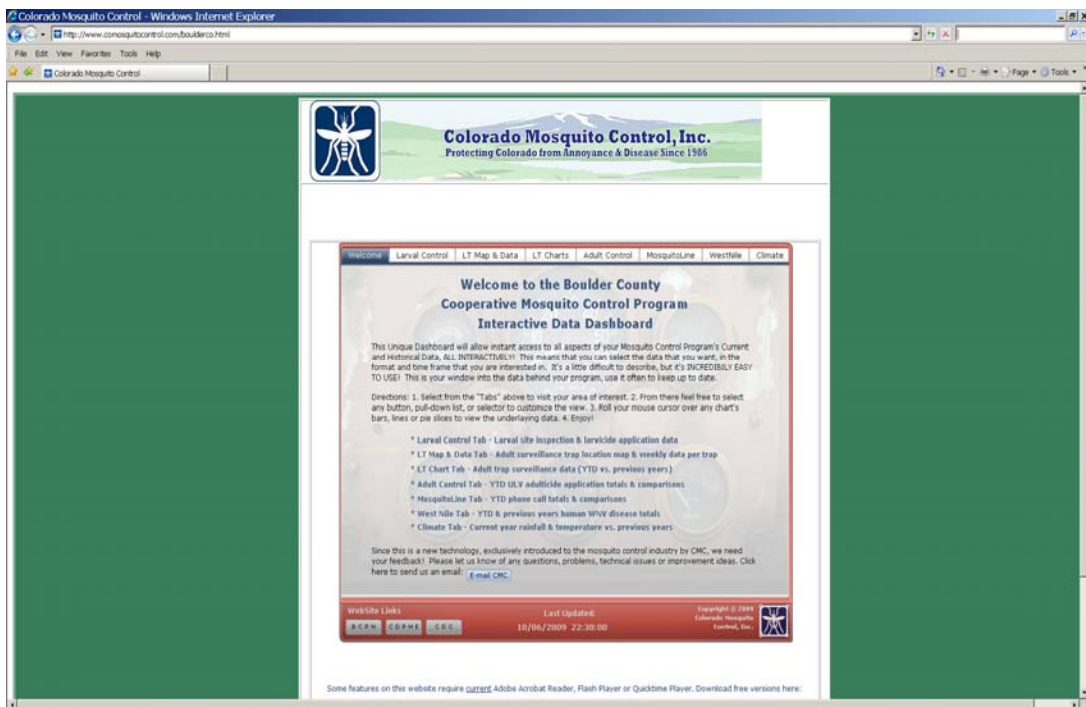 Colorado Mosquito Control - Windows Internet Explorer
http://www.comosquitocontrol.com/boulderco.html
File Edit View Favorites Tools Help
Colorado Mosquito Control
Page Tools
Colorado Mosquito Control, Inc.
Protecting Colorado from Annoyance & Disease Since 1986
Welcome Larval Control LT Map & Data LT Charts Adult Control MosquitoLine WestNile Climate
Welcome to the Boulder County
Cooperative Mosquito Control Program
Interactive Data Dashboard
This Unique Dashboard will allow instant access to all aspects of your Mosquito Control Program's Current
and Historical Data, ALL INTERACTIVELY! This means that you can select the data that you want, in the
format and time frame that you are interested in. It's a little difficult to describe, but it's INCREDIBILY EASY
TO USE! This is your window into the data behind your program, use it often to keep up to date.
Directions: 1. Select from the "Tabs" above to visit your area of interest. 2. From there feel free to select
any button, pull-down list, or selector to customize the view. 3. Roll your mouse cursor over any chart's
bars, lines or pie slices to view the underlaying data. 4. Enjoy!
* Larval Control Tab - Larval site inspection & larvicide application data
* LT Map & Data Tab - Adult surveillance trap location map & weekly data per trap
* LT Chart Tab - Adult trap surveillance data (YTD vs. previous years)
* Adult Control Tab - YTD ULV adulticide application totals & comparisons
* MosquitoLine Tab - YTD phone call totals & comparisons
* West Nile Tab - YTD & previous years human WNV disease totals
* Climate Tab - Current year rainfall & temperature vs. previous years
Since this is a new technology, exclusively introduced to the mosquito control industry by CMC, we need
your feedback! Please let us know of any questions, problems, technical issues or improvement ideas. Click
here to send us an email: E-mail CMC
WebSite Links
BCPH CDPHE CDC
Last Updated:
10/06/2009 22:30:00
Copyright © 2009
Colorado Mosquito
Control, Inc.
Some features on this website require current Adobe Acrobat Reader, Flash Player or Quicktime Player. Download free versions here: